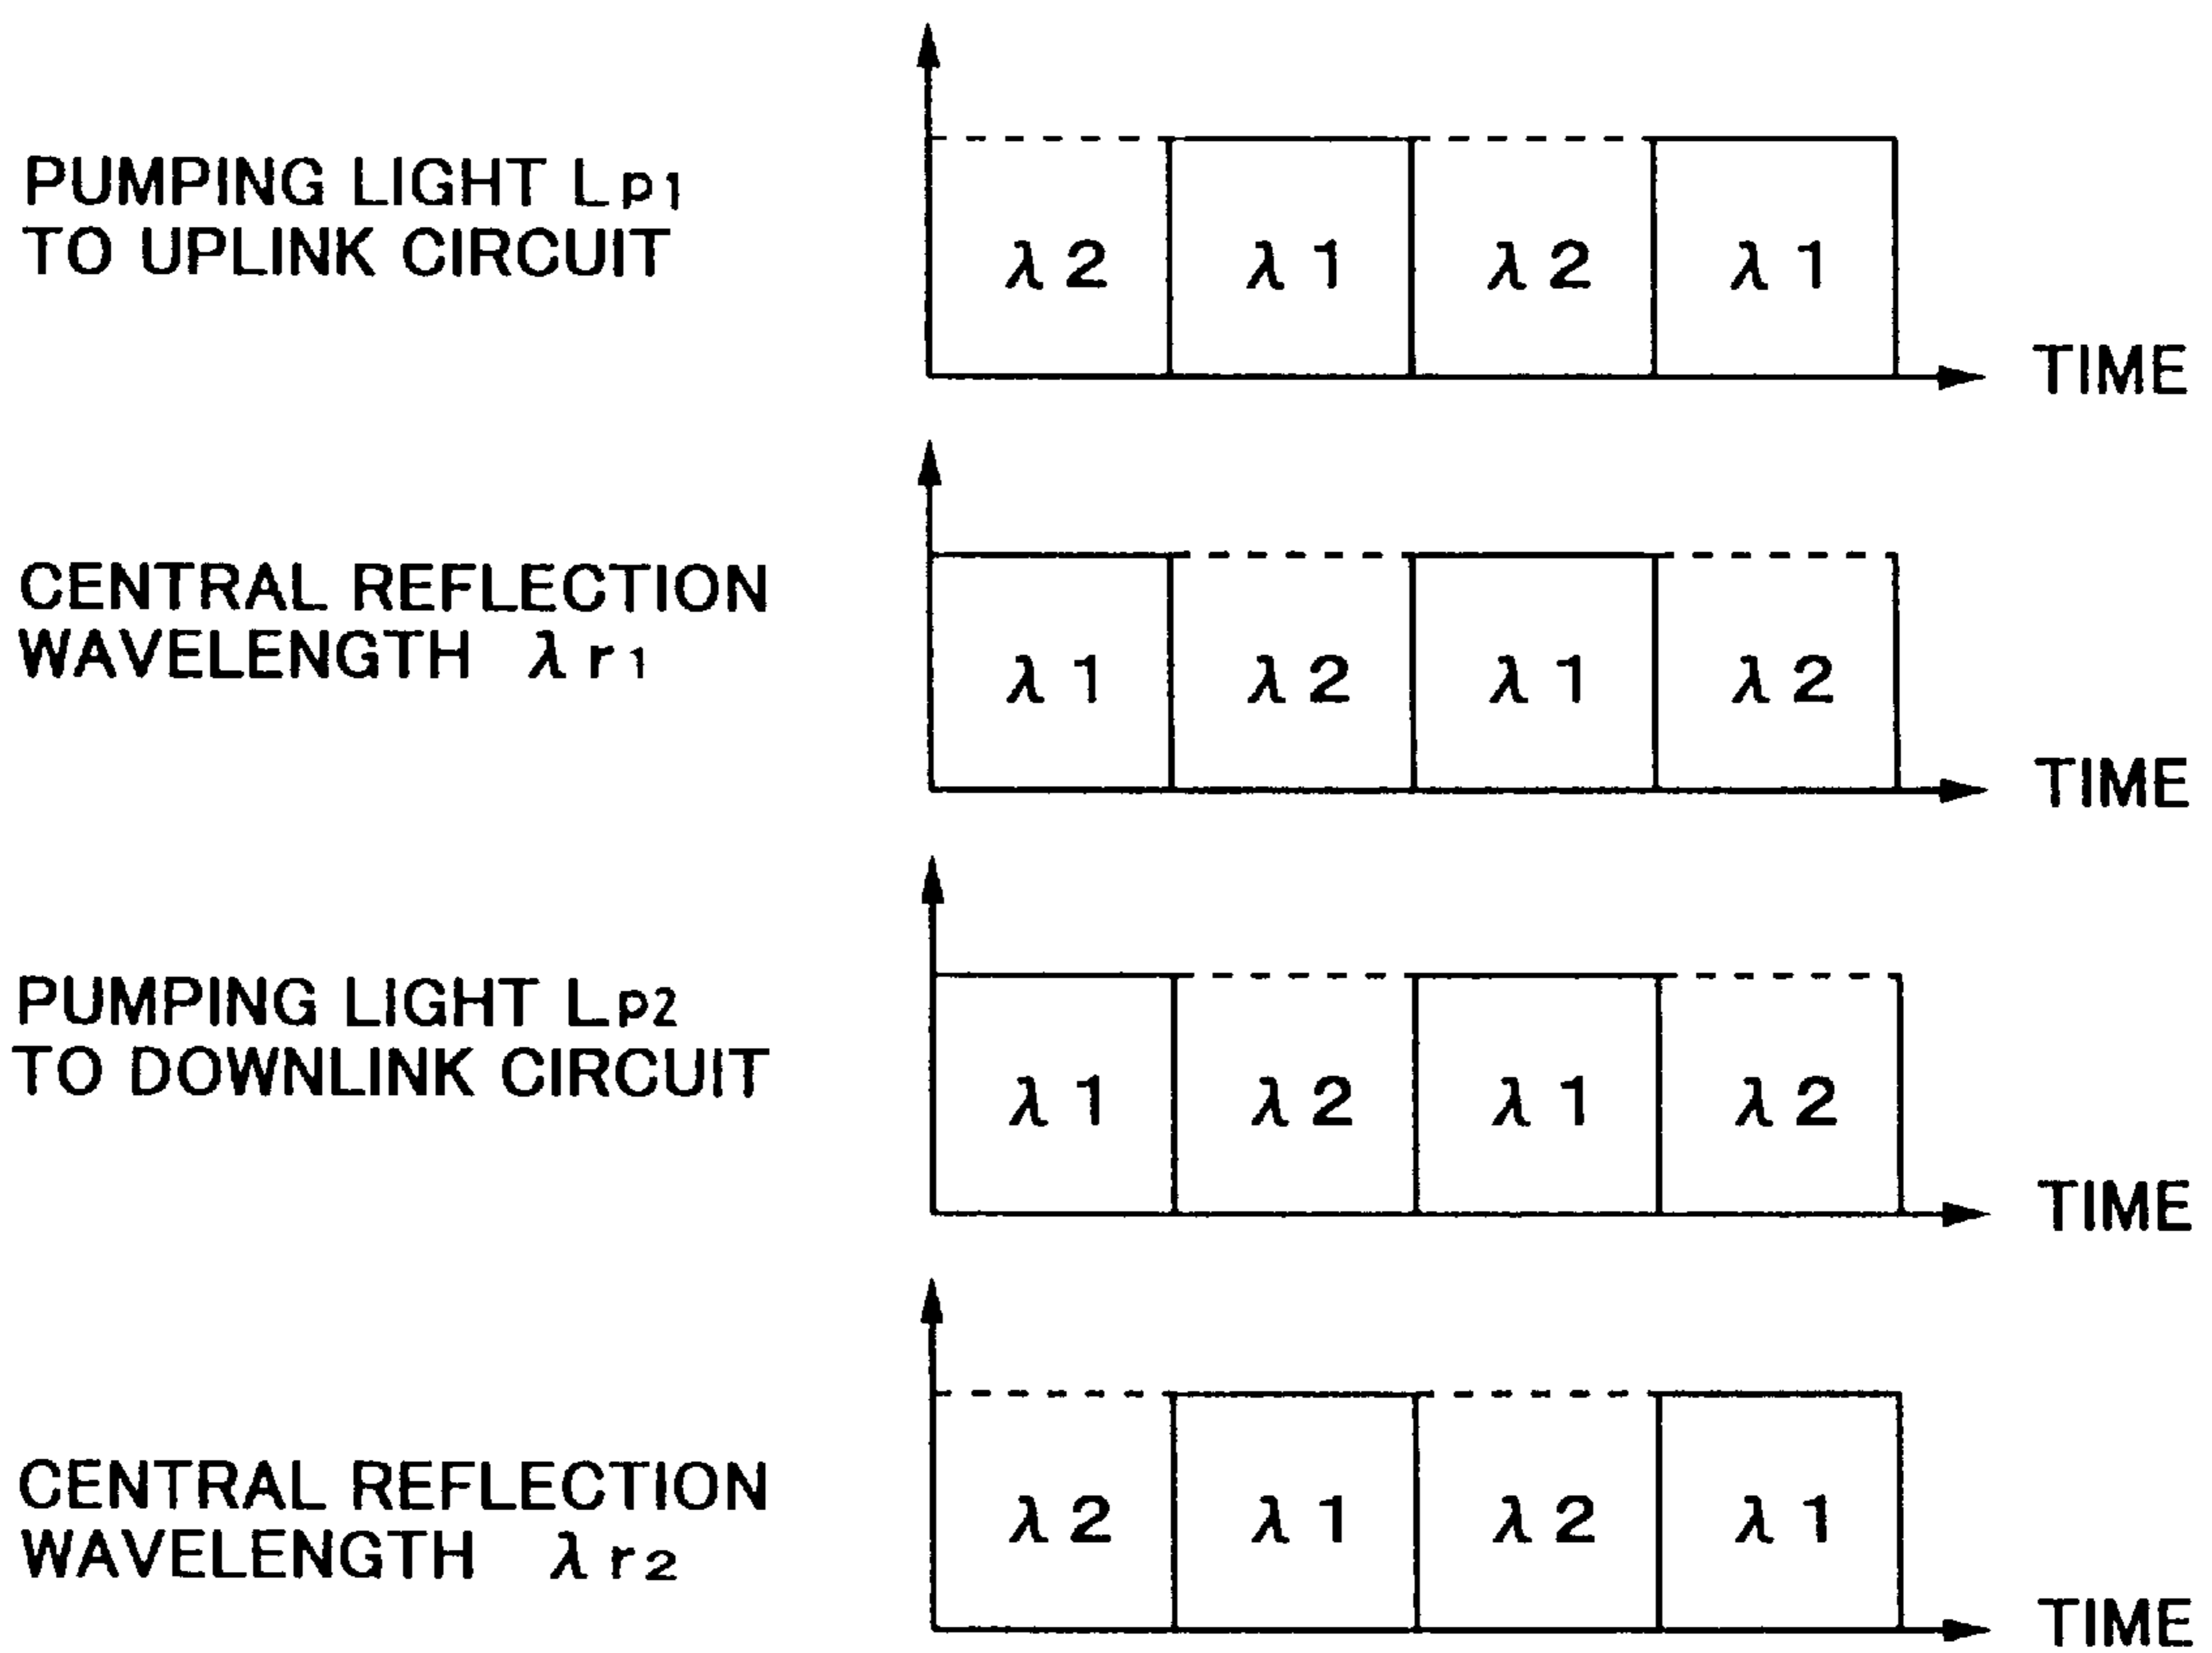 PUMPING LIGHT Lp1
TO UPLINK CIRCUIT
λ2 λ1 λ2 λ1
TIME
CENTRAL REFLECTION
WAVELENGTH λr1
λ1 λ2 λ1 λ2
TIME
PUMPING LIGHT Lp2
TO DOWNLINK CIRCUIT
λ1 λ2 λ1 λ2
TIME
CENTRAL REFLECTION
WAVELENGTH λr2
λ2 λ1 λ2 λ1
TIME